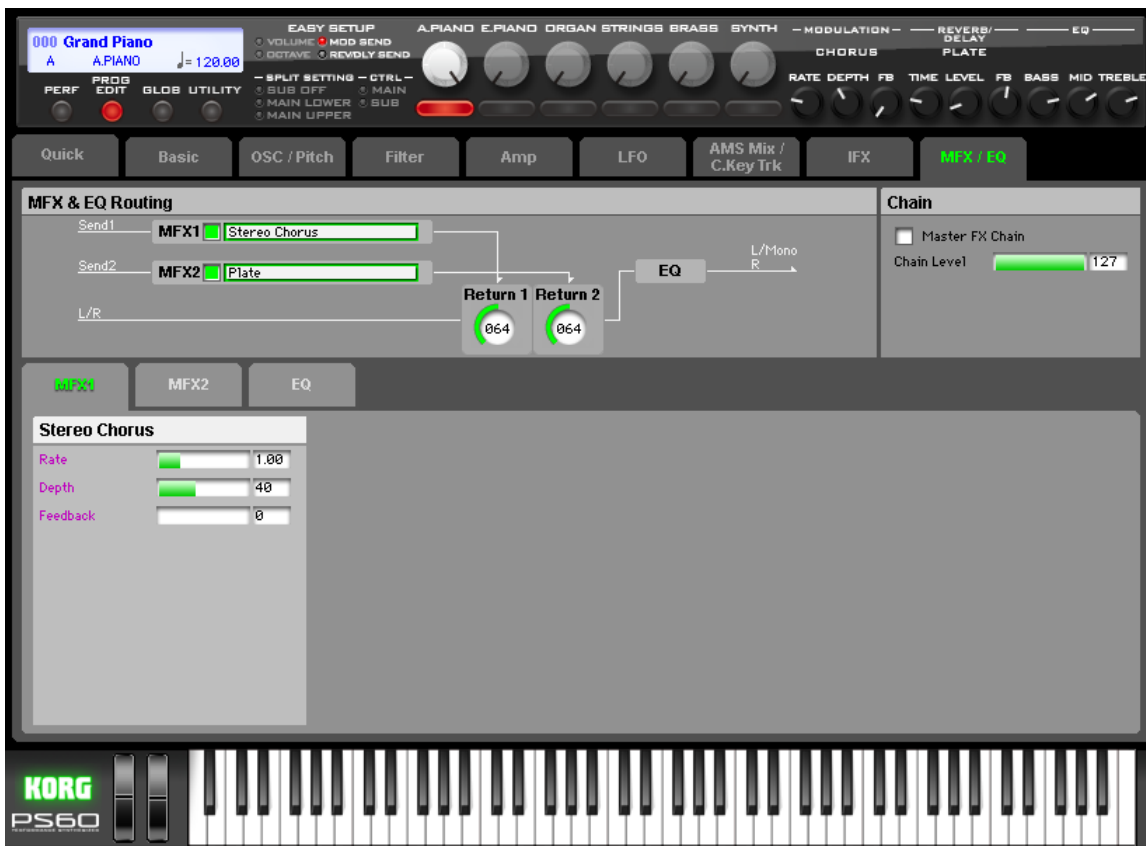 EASY SETUP
A.PIANO E.PIANO ORGAN STRINGS BRASS SYNTH
MODULATION
REVERB/
DELAY
EQ
000 Grand Piano
A A.PIANO ♩= 120.00
VOLUME MOD SEND
OCTAVE REVDLY SEND
CHORUS
PLATE
SPLIT SETTING CTRL
SUB OFF MAIN
MAIN LOWER SUB
MAIN UPPER
PERF PROG EDIT GLOB UTILITY
RATE DEPTH FB TIME LEVEL FB BASS MID TREBLE
Quick
Basic
OSC / Pitch
Filter
Amp
LFO
AMS Mix /
C.Key Trk
IFX
MFX / EQ
MFX & EQ Routing
Send1
MFX1 Stereo Chorus
Send2
MFX2 Plate
L/R
Return 1 Return 2
064 064
EQ
L/Mono
R
Chain
Master FX Chain
Chain Level 127
MFX1
MFX2
EQ
Stereo Chorus
Rate 1.00
Depth 40
Feedback 0
KORG
PS60
PERFORMANCE SYNTHESIZER